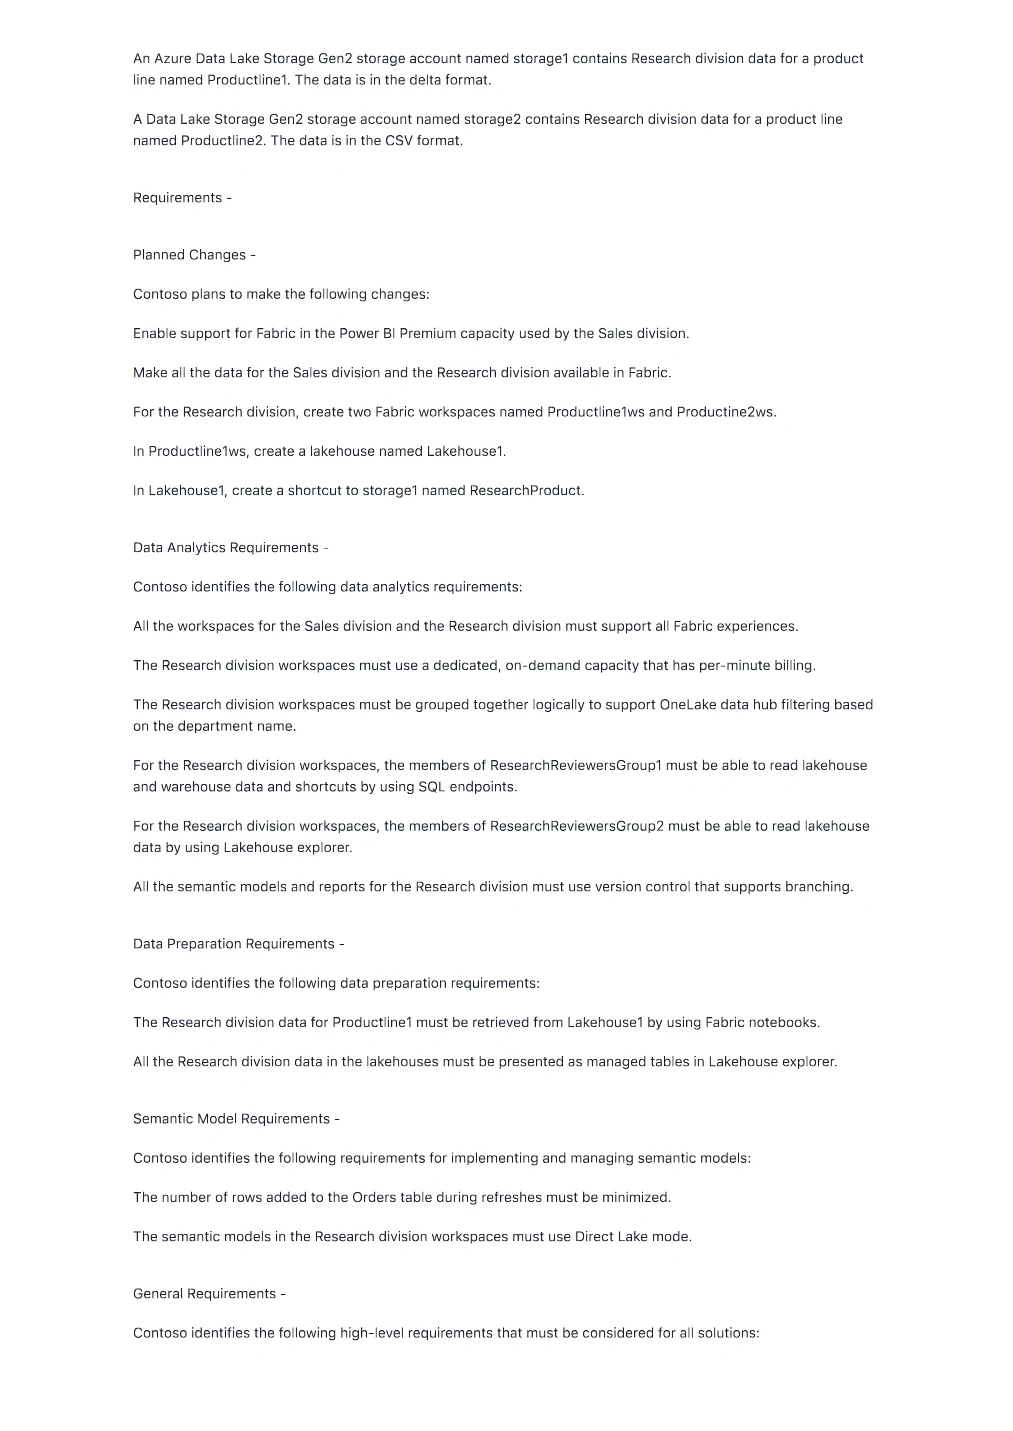 An Azure Data Lake Storage Gen2 storage account named storage1 contains Research division data for a product
line named Productline1. The data is in the delta format.
A Data Lake Storage Gen2 storage account named storage2 contains Research division data for a product line
named Productline2. The data is in the CSV format.
Requirements -
Planned Changes -
Contoso plans to make the following changes:
Enable support for Fabric in the Power BI Premium capacity used by the Sales division.
Make all the data for the Sales division and the Research division available in Fabric.
For the Research division, create two Fabric workspaces named Productline1ws and Productine2ws.
In Productline1ws, create a lakehouse named Lakehouse1.
In Lakehouse1, create a shortcut to storage1 named ResearchProduct.
Data Analytics Requirements -
Contoso identifies the following data analytics requirements:
All the workspaces for the Sales division and the Research division must support all Fabric experiences.
The Research division workspaces must use a dedicated, on-demand capacity that has per-minute billing.
The Research division workspaces must be grouped together logically to support OneLake data hub filtering based
on the department name.
For the Research division workspaces, the members of ResearchReviewersGroup1 must be able to read lakehouse
and warehouse data and shortcuts by using SQL endpoints.
For the Research division workspaces, the members of ResearchReviewersGroup2 must be able to read lakehouse
data by using Lakehouse explorer.
All the semantic models and reports for the Research division must use version control that supports branching.
Data Preparation Requirements -
Contoso identifies the following data preparation requirements:
The Research division data for Productline1 must be retrieved from Lakehouse1 by using Fabric notebooks.
All the Research division data in the lakehouses must be presented as managed tables in Lakehouse explorer.
Semantic Model Requirements -
Contoso identifies the following requirements for implementing and managing semantic models:
The number of rows added to the Orders table during refreshes must be minimized.
The semantic models in the Research division workspaces must use Direct Lake mode.
General Requirements -
Contoso identifies the following high-level requirements that must be considered for all solutions: